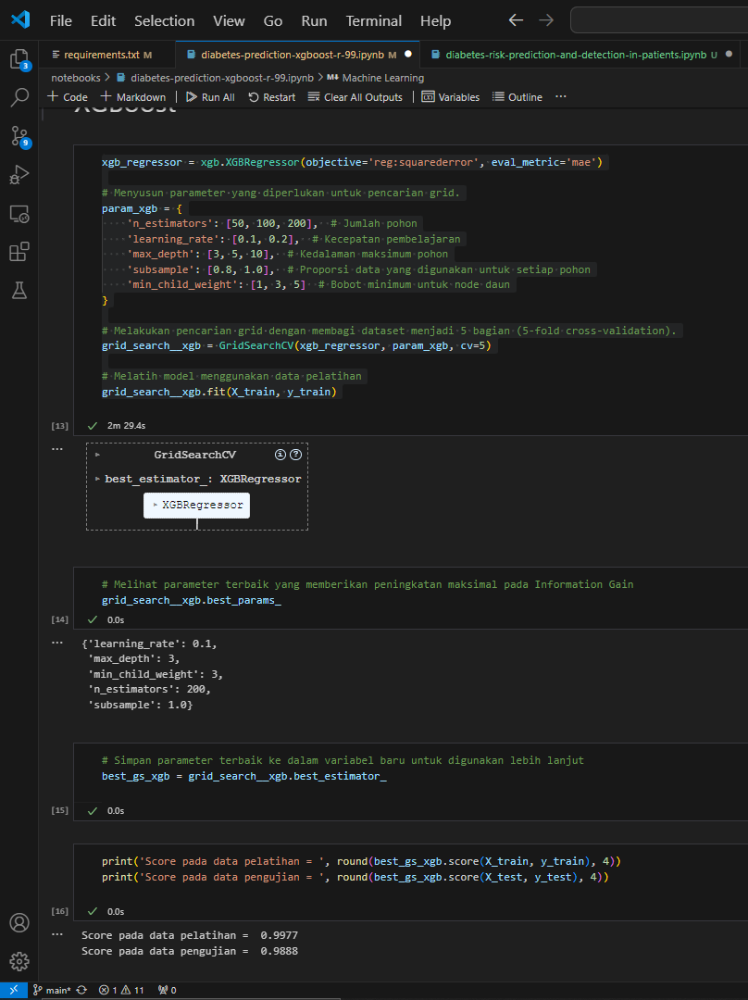 File Edit Selection View Go Run Terminal Help
requirements.txt M diabetes-prediction-xgboost-r-99.ipynb M diabetes-risk-prediction-and-detection-in-patients.ipynb U
3
notebooks > diabetes-prediction-xgboost-r-99.ipynb > M↓ Machine Learning
+ Code + Markdown Run All Restart Clear All Outputs Variables Outline ...
XGBoost
9
xgb_regressor = xgb.XGBRegressor(objective='reg:squarederror', eval_metric='mae')
# Menyusun parameter yang diperlukan untuk pencarian grid.
param_xgb = {
'n_estimators': [50, 100, 200], # Jumlah pohon
'learning_rate': [0.1, 0.2], # Kecepatan pembelajaran
'max_depth': [3, 5, 10], # Kedalaman maksimum pohon
'subsample': [0.8, 1.0], # Proporsi data yang digunakan untuk setiap pohon
'min_child_weight': [1, 3, 5] # Bobot minimum untuk node daun
}
# Melakukan pencarian grid dengan membagi dataset menjadi 5 bagian (5-fold cross-validation).
grid_search__xgb = GridSearchCV(xgb_regressor, param_xgb, cv=5)
# Melatih model menggunakan data pelatihan
grid_search__xgb.fit(X_train, y_train)
[13] ✓ 2m 29.4s
... GridSearchCV i ?
best_estimator_: XGBRegressor
XGBRegressor
# Melihat parameter terbaik yang memberikan peningkatan maksimal pada Information Gain
grid_search__xgb.best_params_
[14] ✓ 0.0s
... {'learning_rate': 0.1,
'max_depth': 3,
'min_child_weight': 3,
'n_estimators': 200,
'subsample': 1.0}
# Simpan parameter terbaik ke dalam variabel baru untuk digunakan lebih lanjut
best_gs_xgb = grid_search__xgb.best_estimator_
[15] ✓ 0.0s
print('Score pada data pelatihan = ', round(best_gs_xgb.score(X_train, y_train), 4))
print('Score pada data pengujian = ', round(best_gs_xgb.score(X_test, y_test), 4))
[16] ✓ 0.0s
... Score pada data pelatihan =  0.9977
Score pada data pengujian =  0.9888
main* 1 11 0